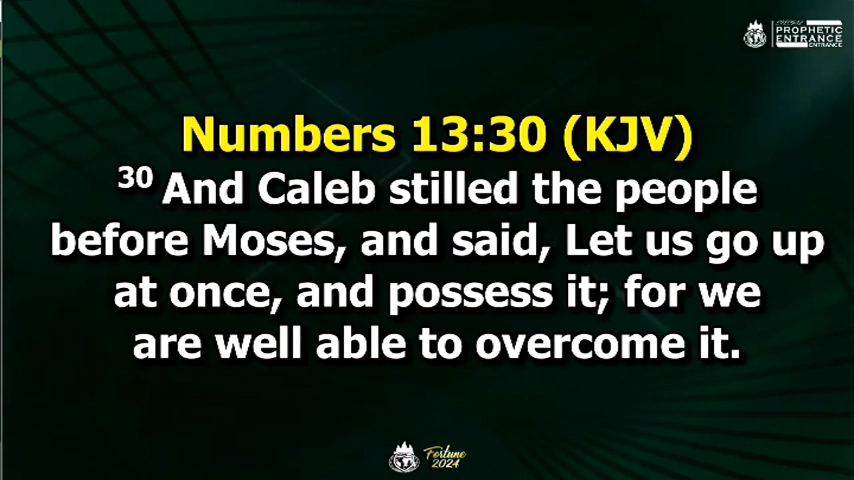 PROPHETIC
ENTRANCE
ENTRANCE
Numbers 13:30 (KJV)
30 And Caleb stilled the people
before Moses, and said, Let us go up
at once, and possess it; for we
are well able to overcome it.
Fortune
2024